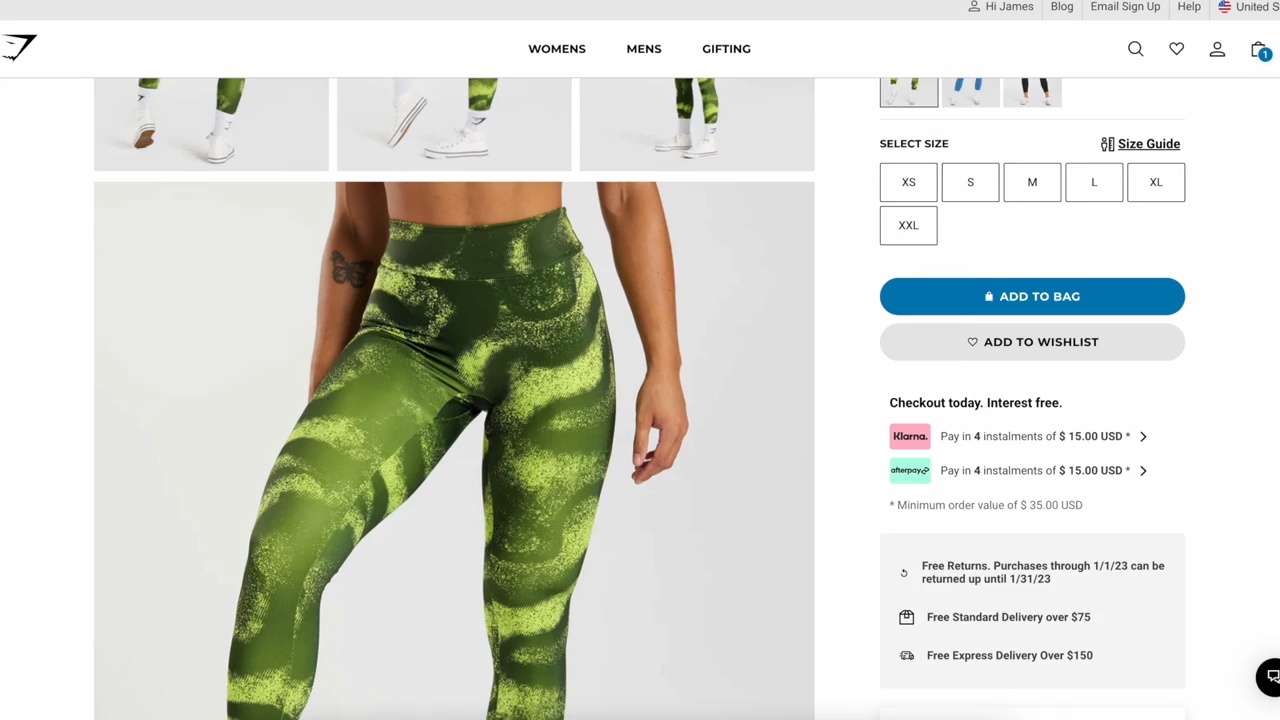 Hi James
Blog
Email Sign Up
Help
United S
WOMENS
MENS
GIFTING
1
SELECT SIZE
Size Guide
XS
S
M
L
XL
XXL
ADD TO BAG
ADD TO WISHLIST
Checkout today. Interest free.
Klarna. Pay in 4 instalments of $ 15.00 USD *
afterpay Pay in 4 instalments of $ 15.00 USD *
* Minimum order value of $ 35.00 USD
Free Returns. Purchases through 1/1/23 can be
returned up until 1/31/23
Free Standard Delivery over $75
Free Express Delivery Over $150